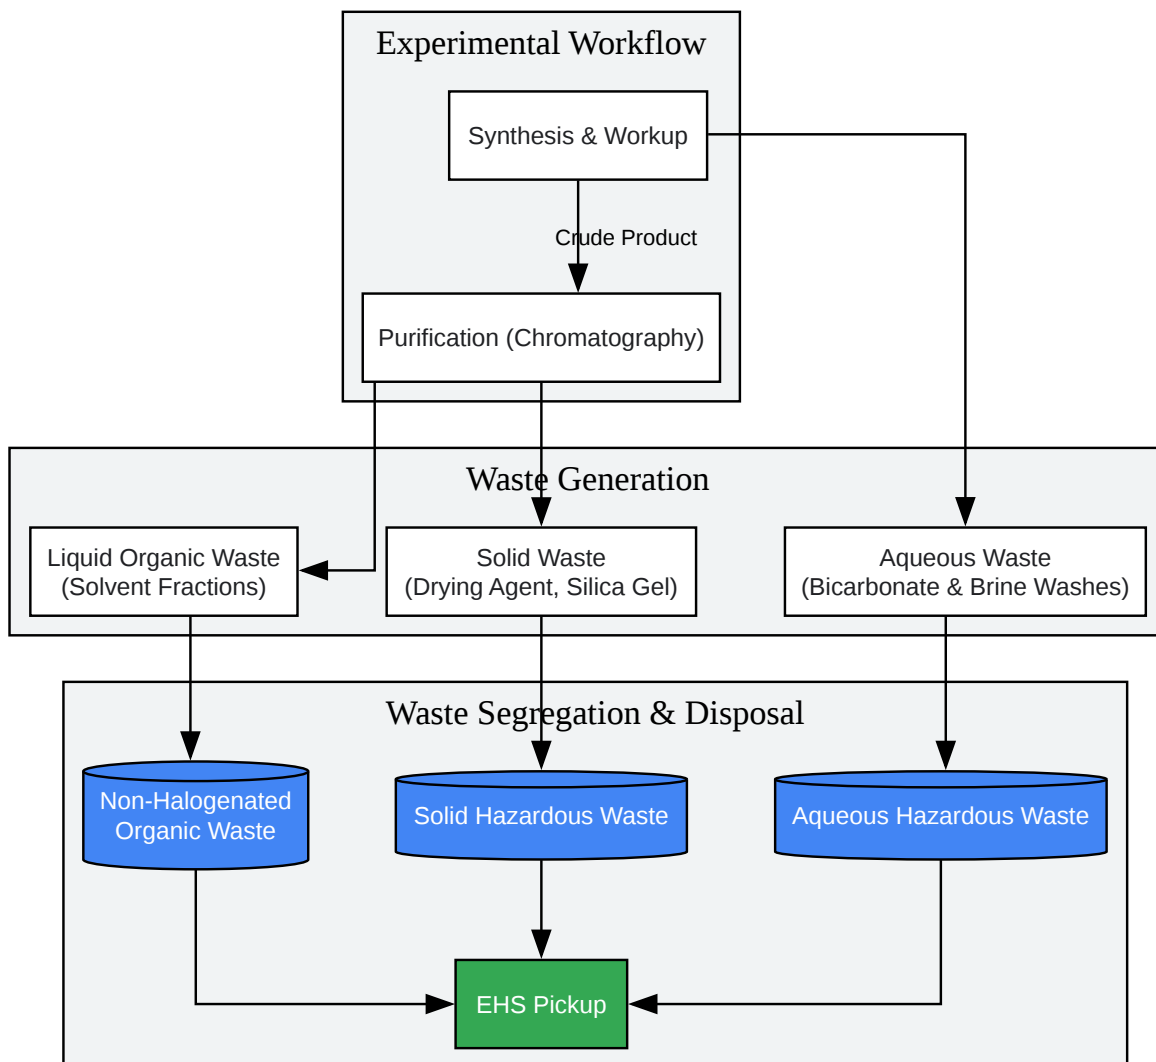 Experimental Workflow
Synthesis & Workup
Crude Product
Purification (Chromatography)
Waste Generation
Liquid Organic Waste
(Solvent Fractions)
Solid Waste
(Drying Agent, Silica Gel)
Aqueous Waste
(Bicarbonate & Brine Washes)
Waste Segregation & Disposal
Non-Halogenated
Organic Waste
Solid Hazardous Waste
Aqueous Hazardous Waste
EHS Pickup